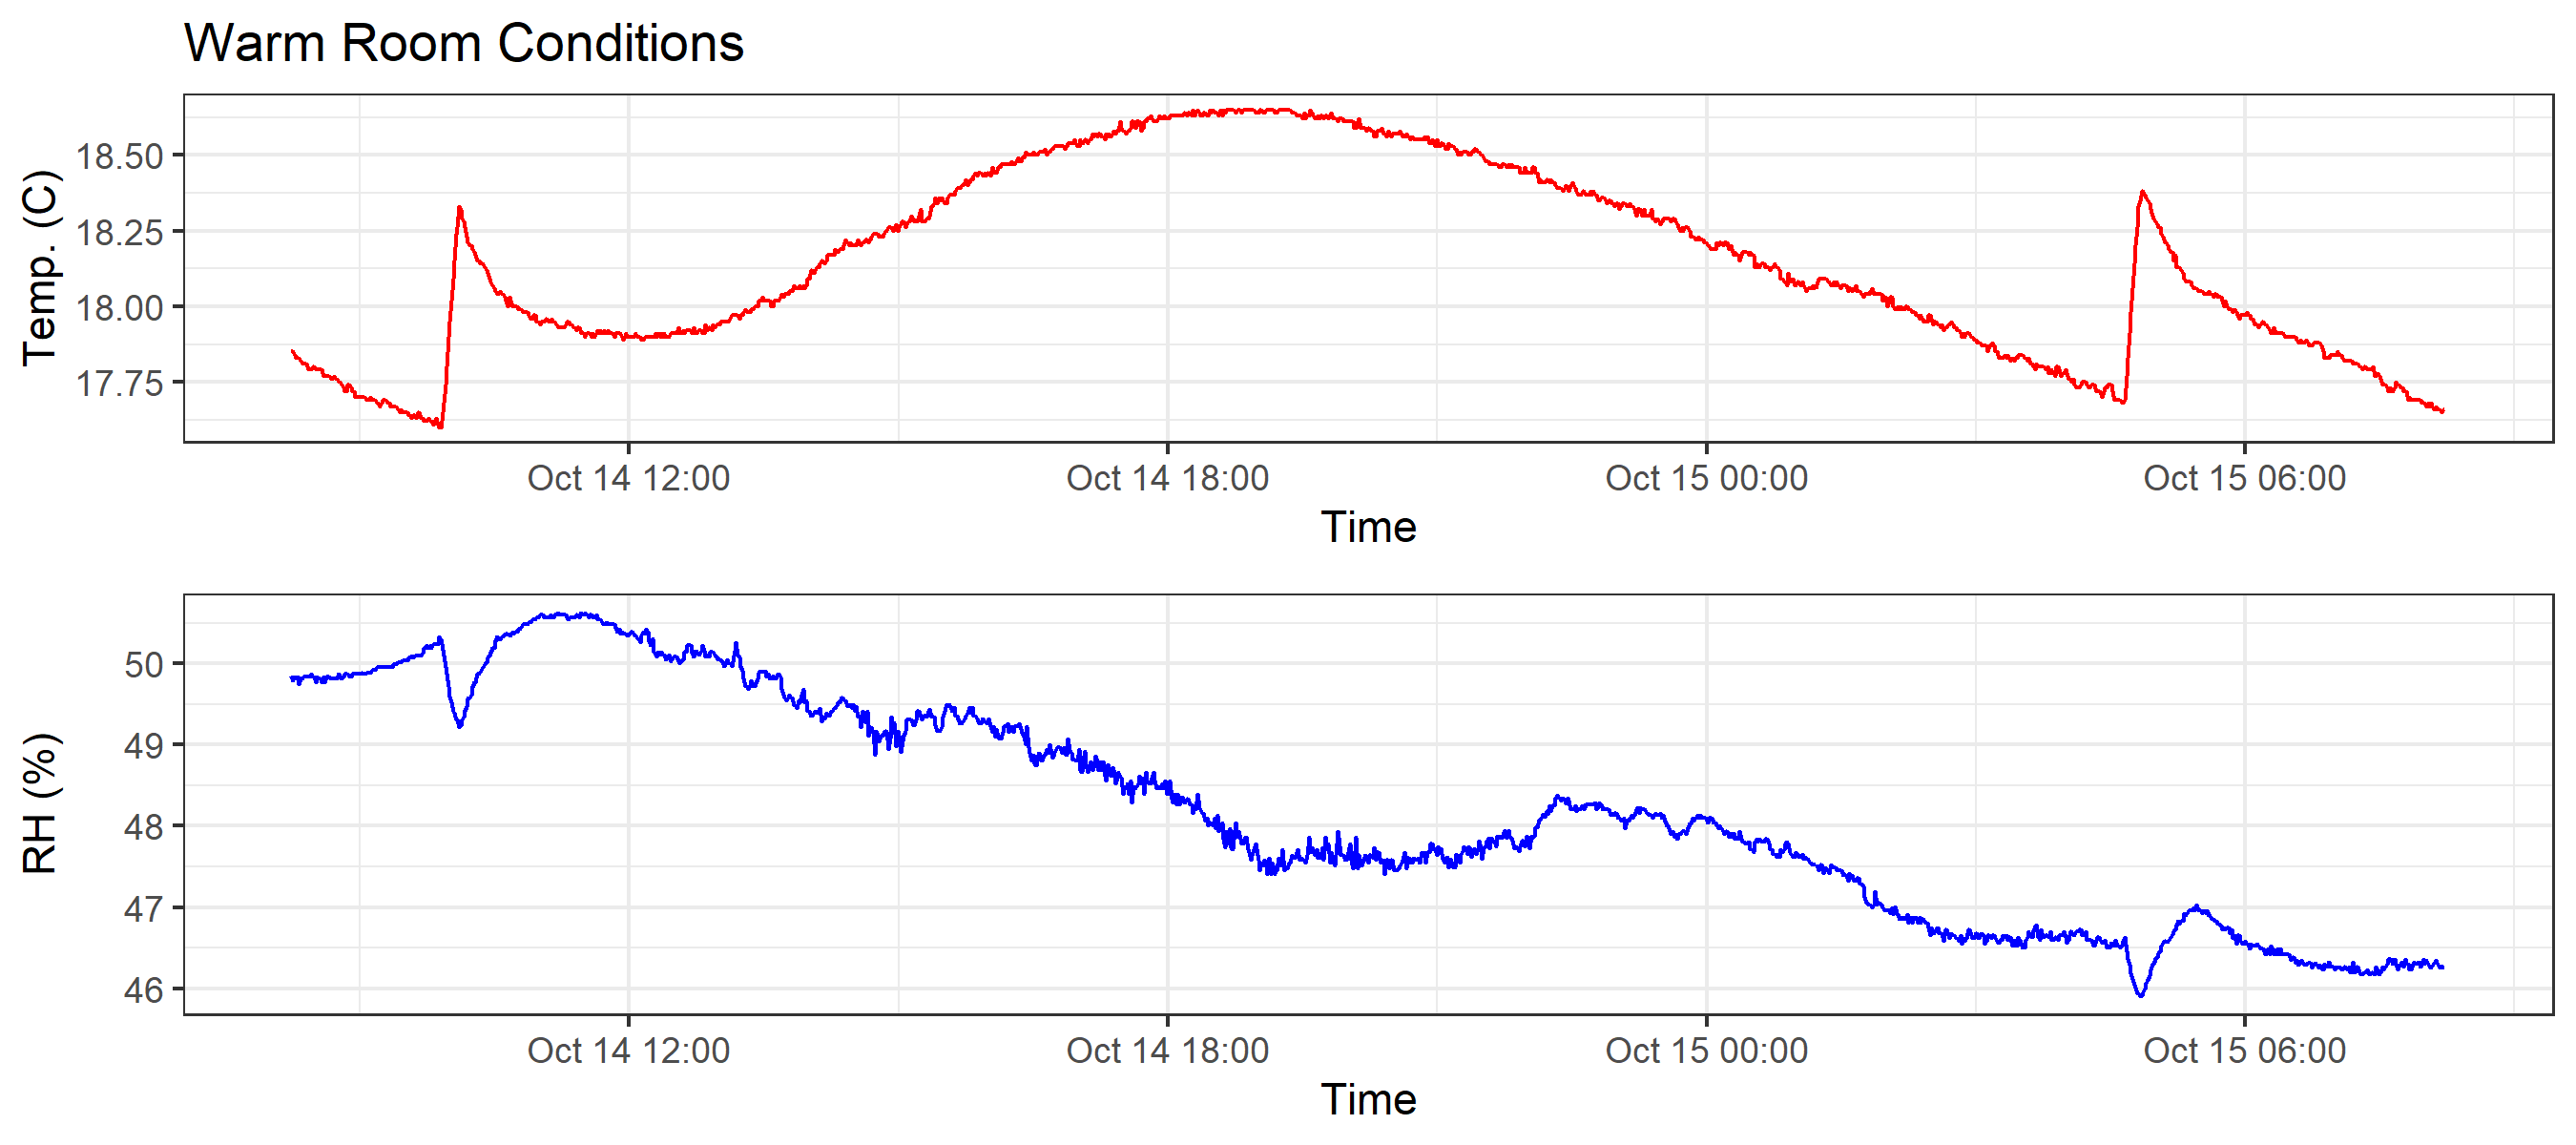 Warm Room Conditions
Temp. (C)
18.50
18.25
18.00
17.75
Oct 14 12:00 Oct 14 18:00 Oct 15 00:00 Oct 15 06:00
Time
RH (%)
50
49
48
47
46
Oct 14 12:00 Oct 14 18:00 Oct 15 00:00 Oct 15 06:00
Time